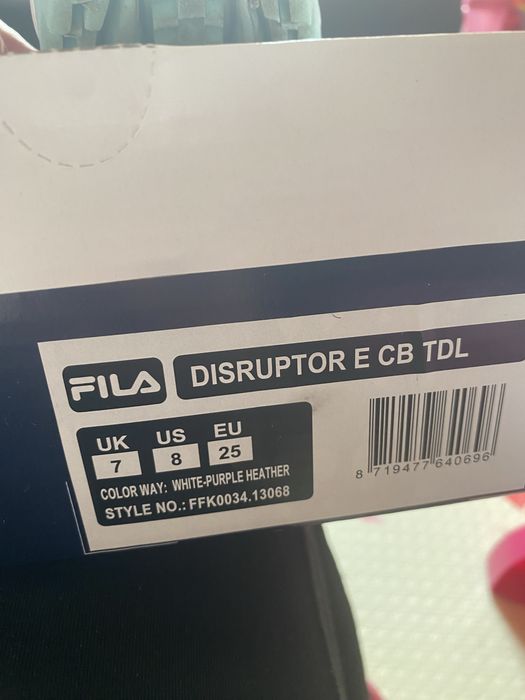 FILA
DISRUPTOR E CB TDL
UK US EU
7 8 25
COLOR WAY: WHITE-PURPLE HEATHER
STYLE NO.: FFK0034.13068
8 719477 640696